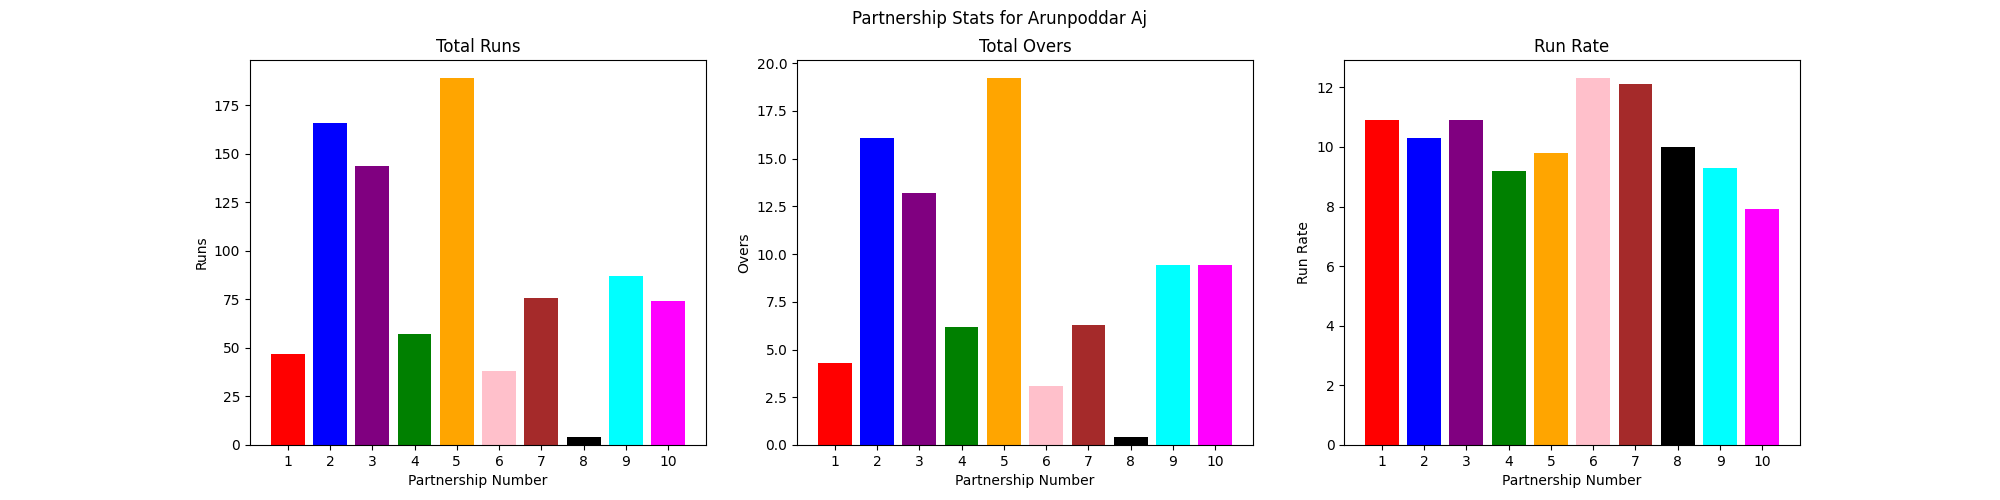 Partnership Stats for Arunpoddar Aj
Total Runs
Runs
175
150
125
100
75
50
25
0
1 2 3 4 5 6 7 8 9 10
Partnership Number
Total Overs
Overs
20.0
17.5
15.0
12.5
10.0
7.5
5.0
2.5
0.0
1 2 3 4 5 6 7 8 9 10
Partnership Number
Run Rate
Run Rate
12
10
8
6
4
2
0
1 2 3 4 5 6 7 8 9 10
Partnership Number